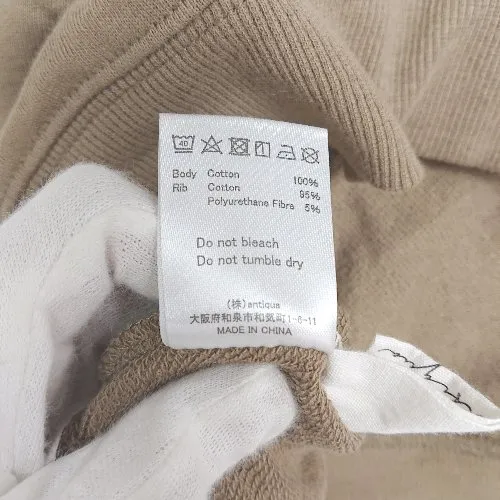 40
Body Cotton 100%
Rib Cotton 95%
Polyurethane Fibre 5%
Do not bleach
Do not tumble dry
(株)antiqua
大阪府和泉市和気町1-6-11
MADE IN CHINA